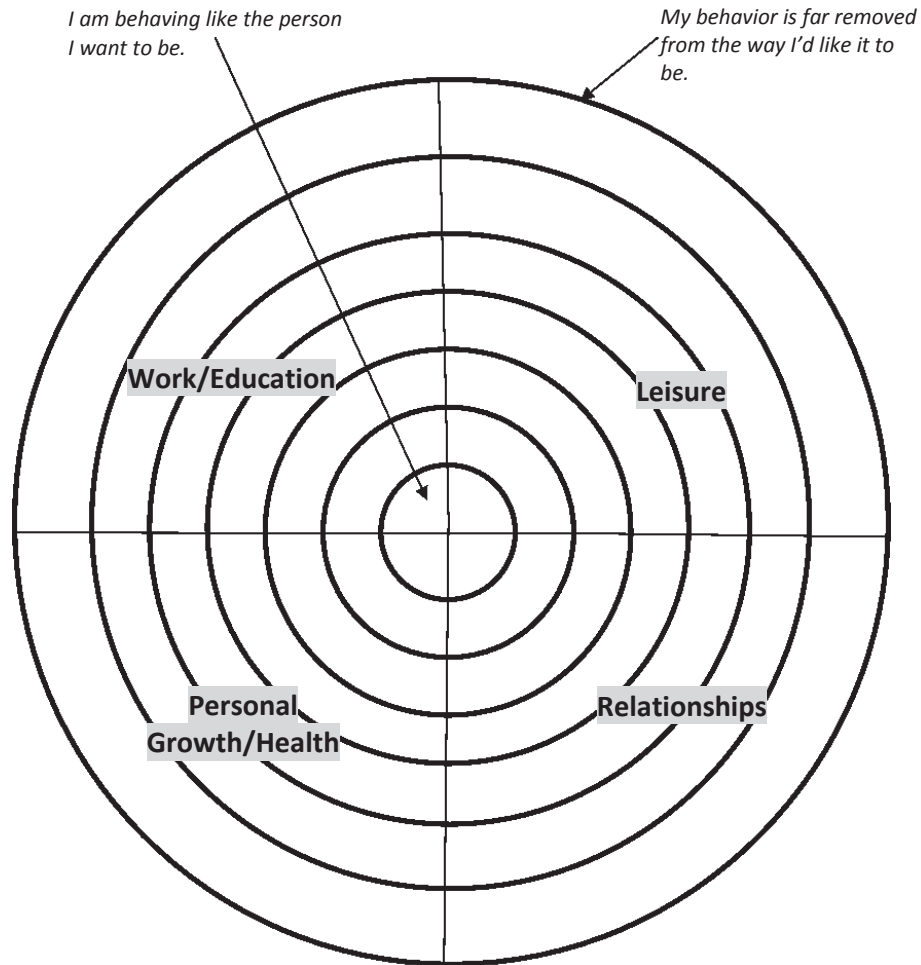 I am behaving like the person
I want to be.
My behavior is far removed
from the way I’d like it to
be.
Work/Education
Leisure
Personal
Growth/Health
Relationships